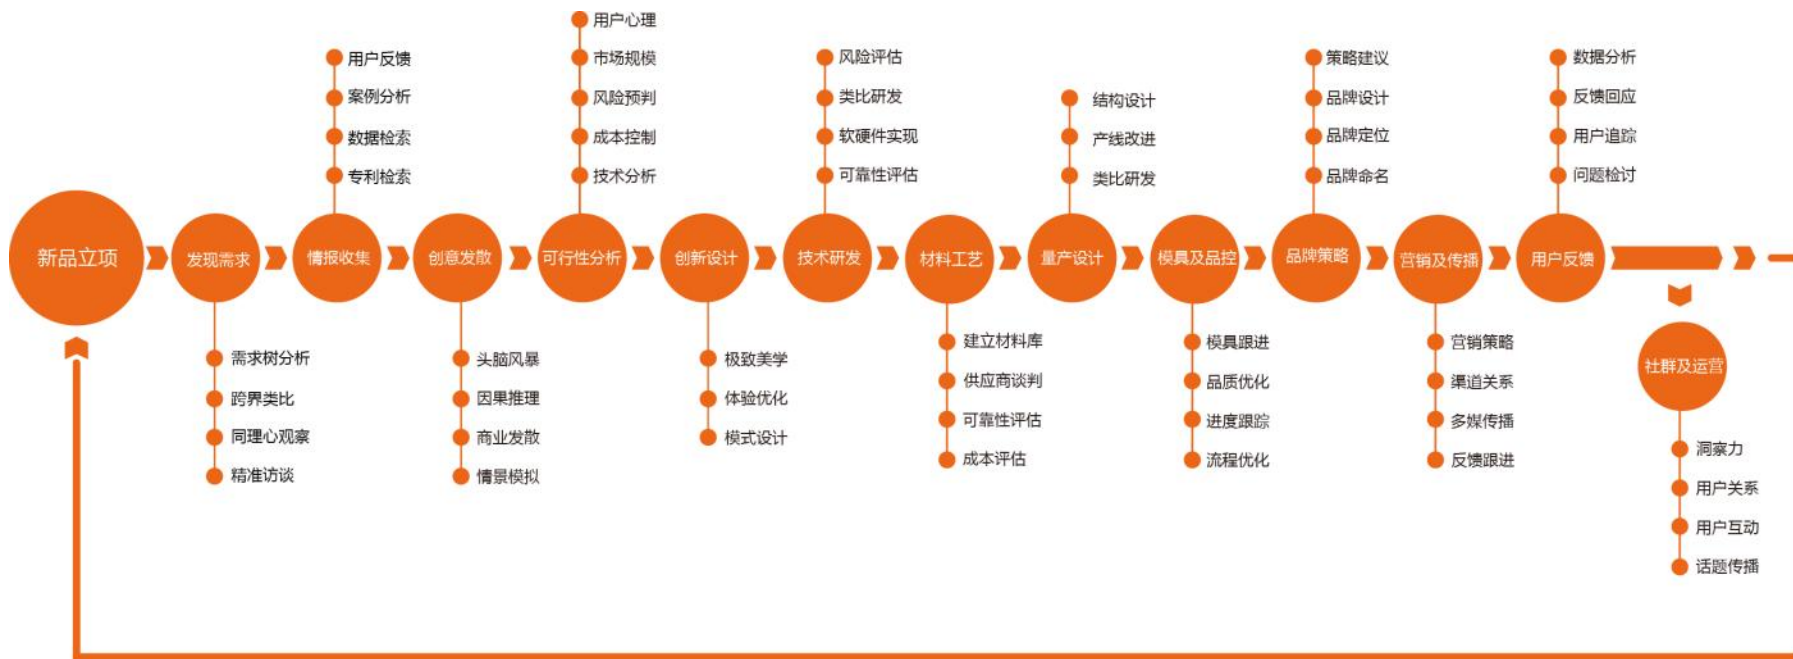 新品立项
发现需求
需求树分析
跨界类比
同理心观察
精准访谈
情报收集
用户反馈
案例分析
数据检索
专利检索
创意发散
头脑风暴
因果推理
商业发散
情景模拟
可行性分析
用户心理
市场规模
风险预判
成本控制
技术分析
创新设计
极致美学
体验优化
模式设计
技术研发
风险评估
类比研发
软硬件实现
可靠性评估
材料工艺
建立材料库
供应商谈判
可靠性评估
成本评估
量产设计
结构设计
产线改进
类比研发
模具及品控
模具跟进
品质优化
进度跟踪
流程优化
品牌策略
策略建议
品牌设计
品牌定位
品牌命名
营销及传播
营销策略
渠道关系
多媒传播
反馈跟进
用户反馈
数据分析
反馈回应
用户追踪
问题检讨
社群及运营
洞察力
用户关系
用户互动
话题传播